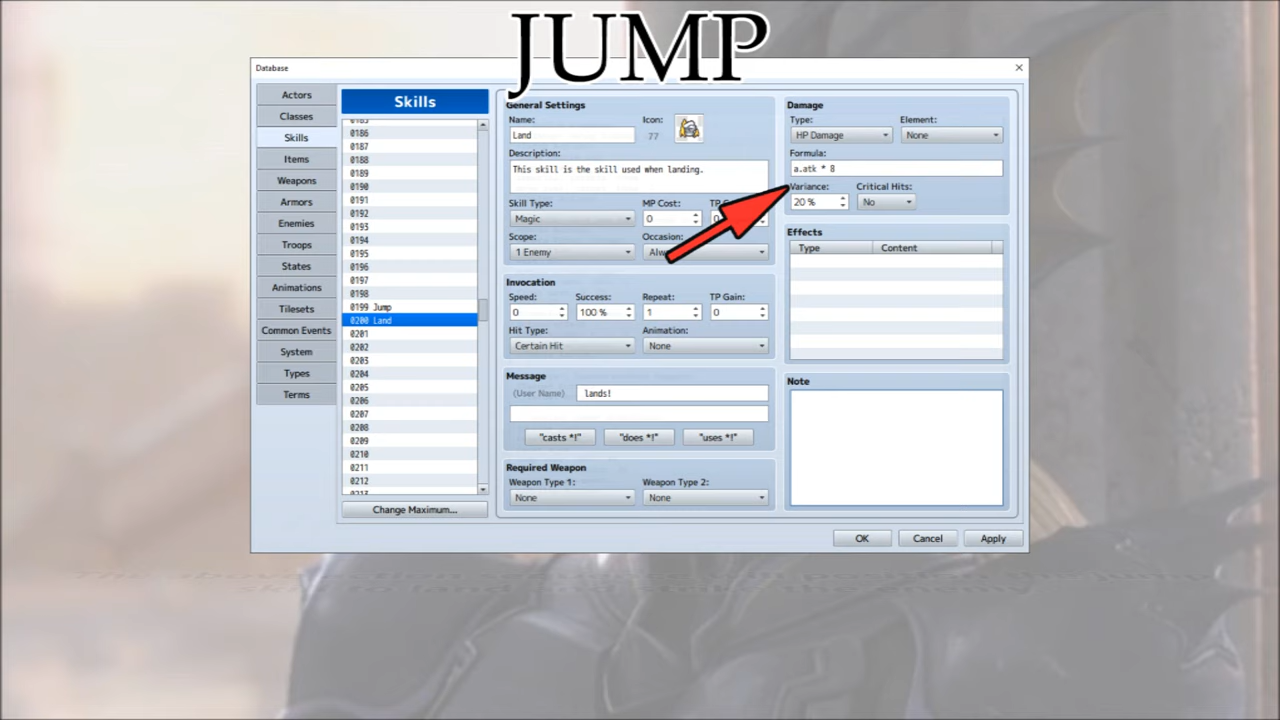 JUMP
Database
Actors
Classes
Skills
Items
Weapons
Armors
Enemies
Troops
States
Animations
Tilesets
Common Events
System
Types
Terms
Skills
0185
0186
0187
0188
0189
0190
0191
0192
0193
0194
0195
0196
0197
0198
0199 Jump
0200 Land
0201
0202
0203
0204
0205
0206
0207
0208
0209
0210
0211
0212
0213
Change Maximum...
General Settings
Name: Icon:
Land 77
Description:
This skill is the skill used when landing.
Skill Type: MP Cost: TP
Magic 0 0
Scope: Occasion:
1 Enemy
Invocation
Speed: Success: Repeat: TP Gain:
0 100 % 1 0
Hit Type: Animation:
Certain Hit None
Message
(User Name) lands!
"casts *!" "does *!" "uses *!"
Required Weapon
Weapon Type 1: Weapon Type 2:
None None
Damage
Type: Element:
HP Damage None
Formula:
a.atk * 8
Variance: Critical Hits:
20 % No
Effects
Type Content
Note
OK Cancel Apply